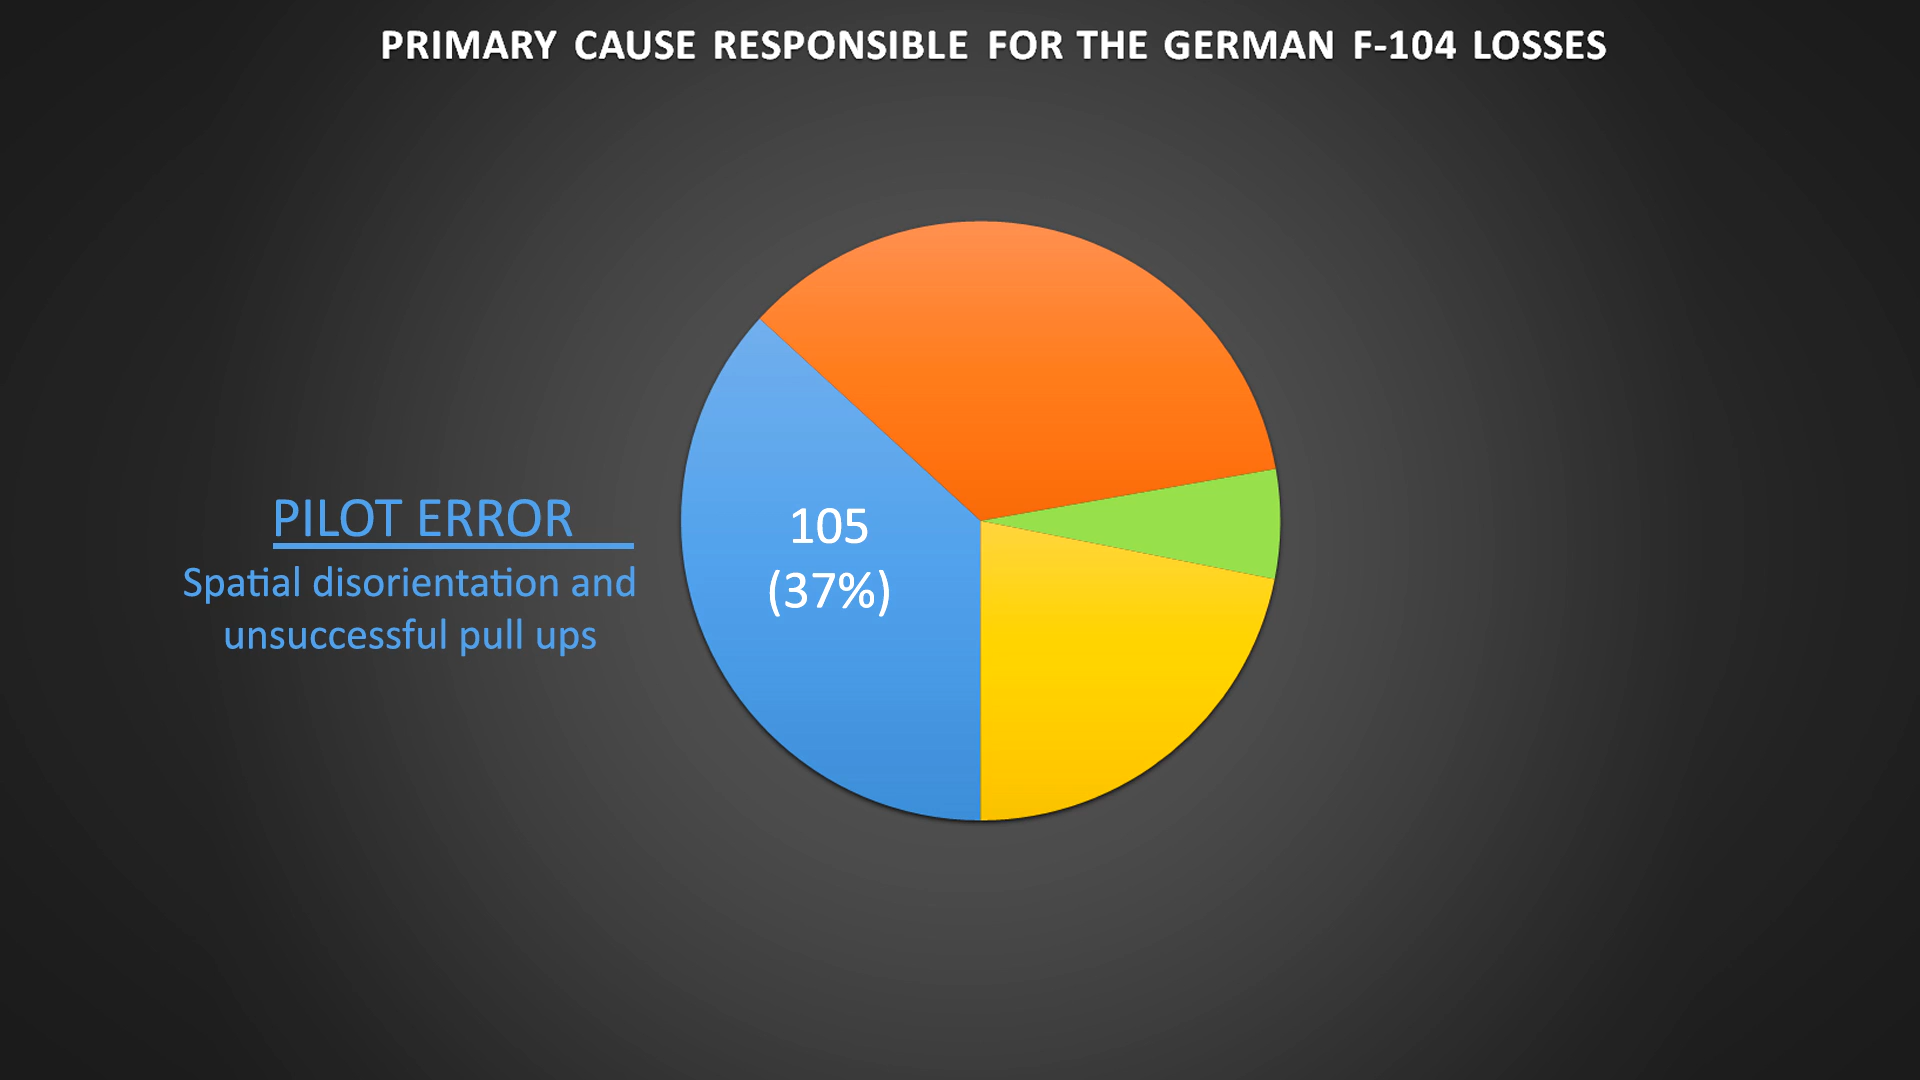 PRIMARY CAUSE RESPONSIBLE FOR THE GERMAN F-104 LOSSES
PILOT ERROR
Spatial disorientation and
unsuccessful pull ups
105
(37%)